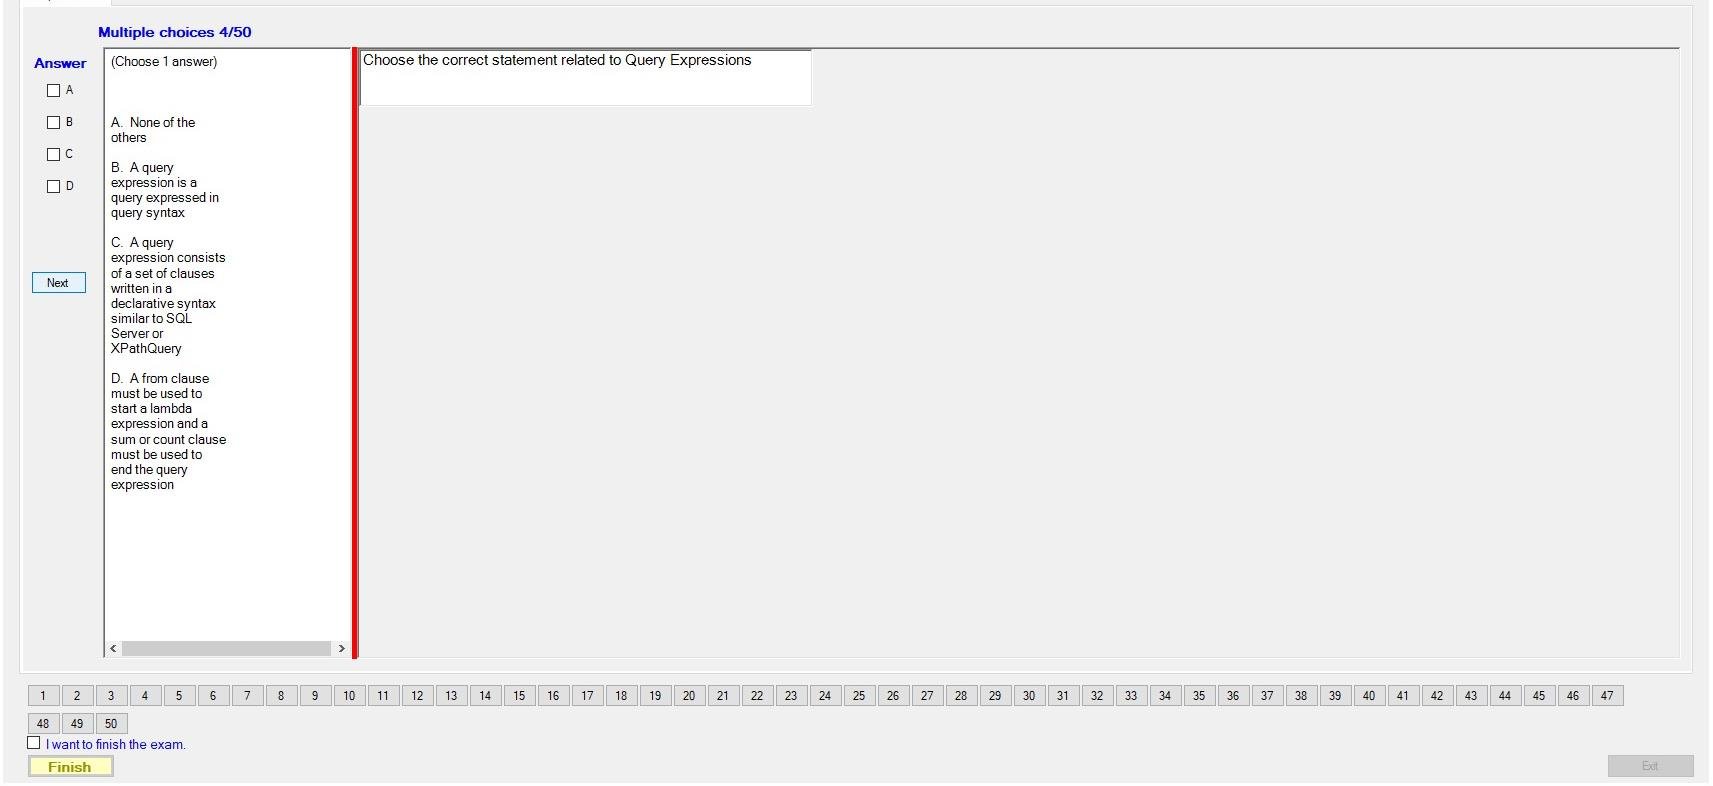 Multiple choices 4/50
Answer
A
B
C
D
Next
(Choose 1 answer)
A. None of the
others
B. A query
expression is a
query expressed in
query syntax
C. A query
expression consists
of a set of clauses
written in a
declarative syntax
similar to SQL
Server or
XPathQuery
D. A from clause
must be used to
start a lambda
expression and a
sum or count clause
must be used to
end the query
expression
Choose the correct statement related to Query Expressions
1 2 3 4 5 6 7 8 9 10 11 12 13 14 15 16 17 18 19 20 21 22 23 24 25 26 27 28 29 30 31 32 33 34 35 36 37 38 39 40 41 42 43 44 45 46 47
48 49 50
I want to finish the exam.
Finish
Exit